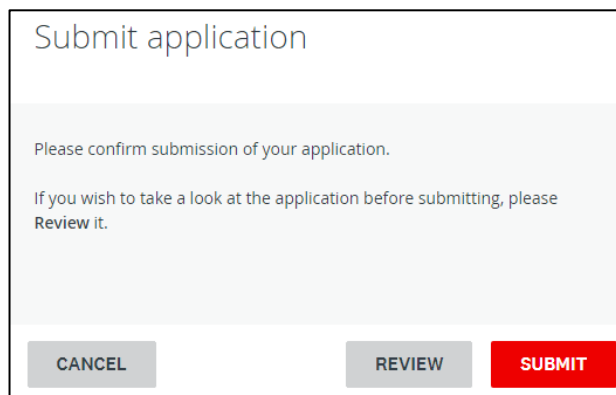 Submit application
Please confirm submission of your application.
If you wish to take a look at the application before submitting, please
Review it.
CANCEL
REVIEW
SUBMIT